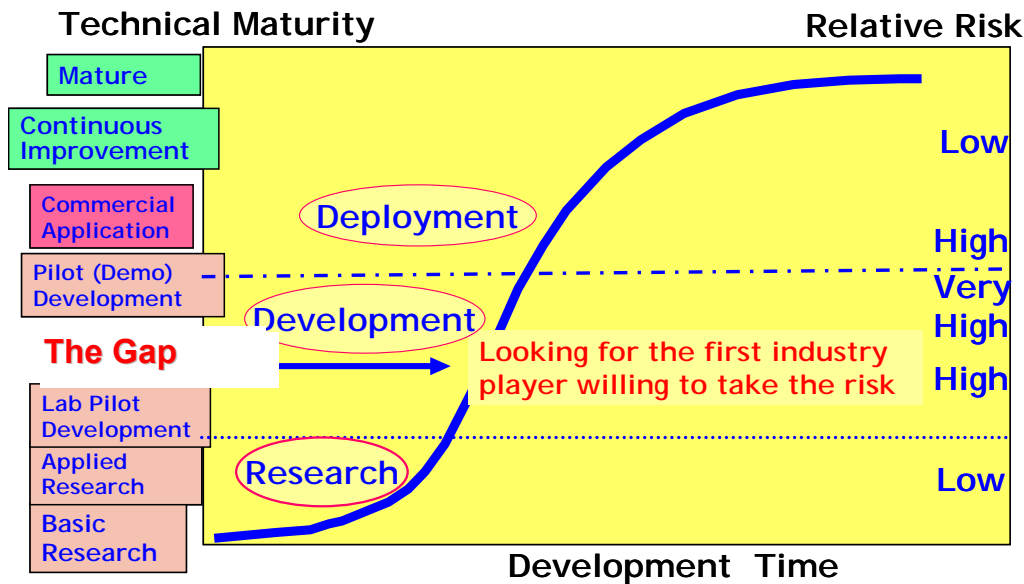 Technical Maturity
Relative Risk
Mature
Continuous
Improvement
Low
Commercial
Application
Deployment
High
Pilot (Demo)
Development
Very
High
Development
The Gap
Looking for the first industry
player willing to take the risk
High
Lab Pilot
Development
Applied
Research
Research
Low
Basic
Research
Development Time